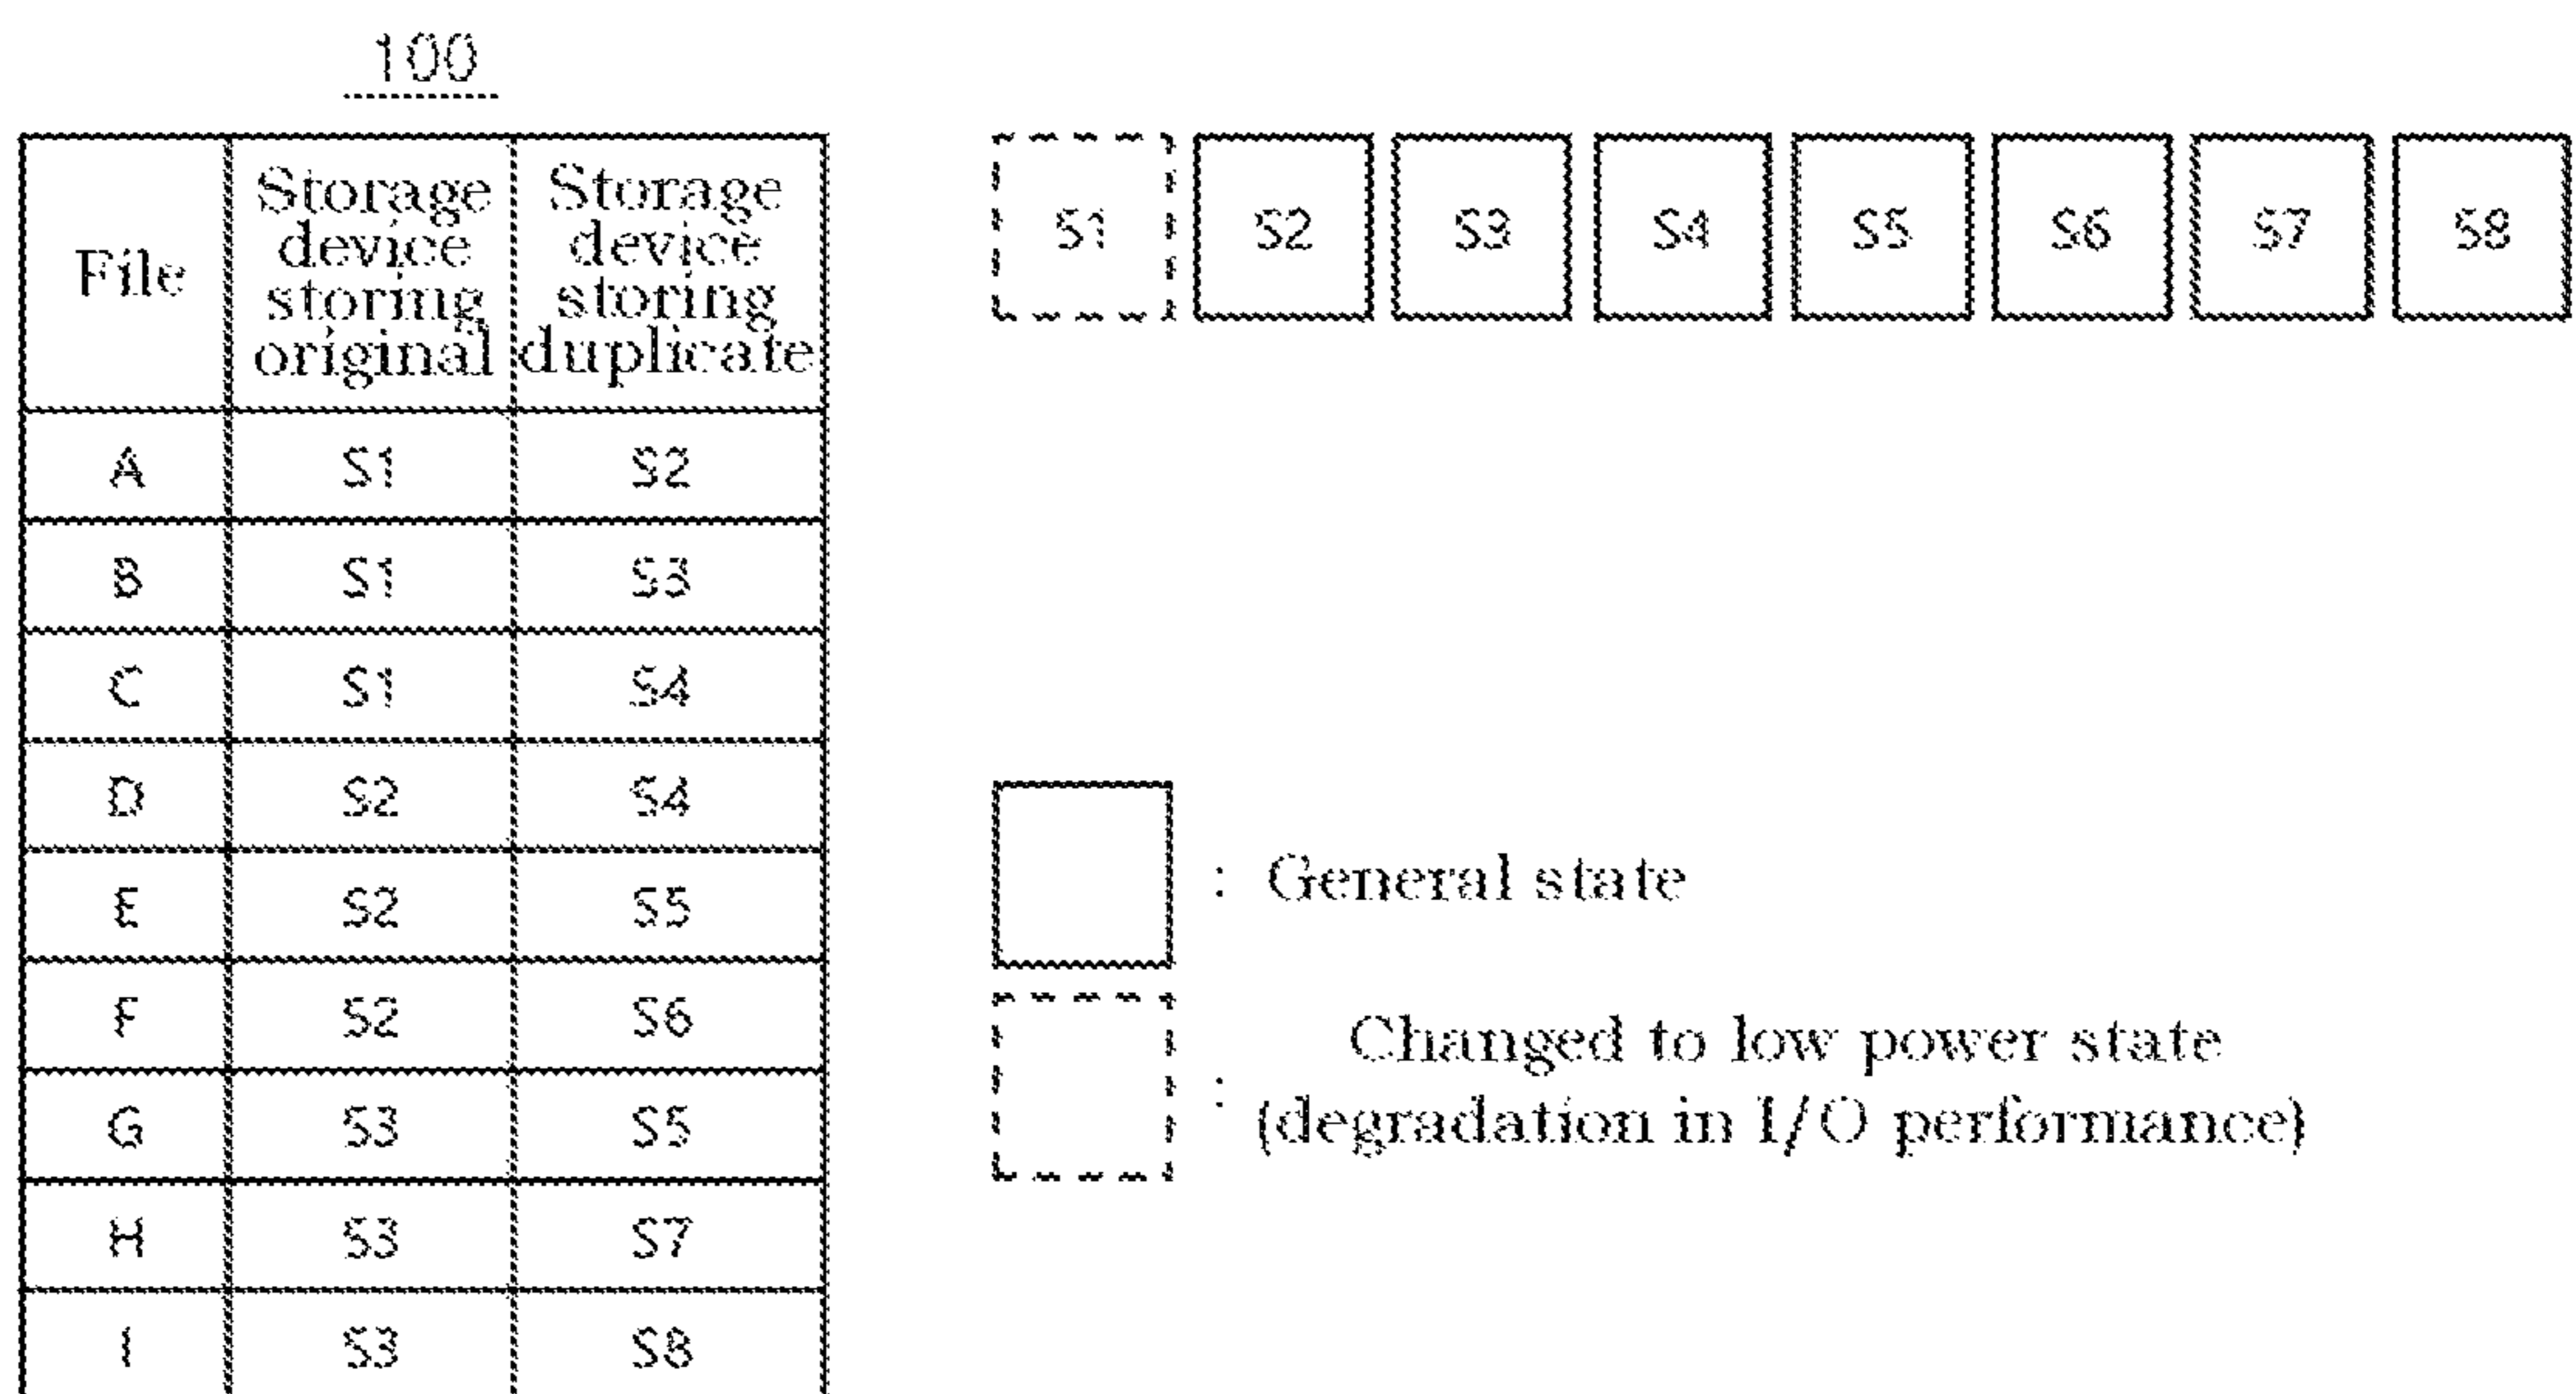 100
File
Storage
device
storing
original
Storage
device
storing
duplicate
A S1 S2
B S1 S3
C S1 S4
D S2 S4
E S2 S5
F S2 S6
G S3 S5
H S3 S7
I S3 S8
S1 S2 S3 S4 S5 S6 S7 S8
: General state
: Changed to low power state
(degradation in I/O performance)